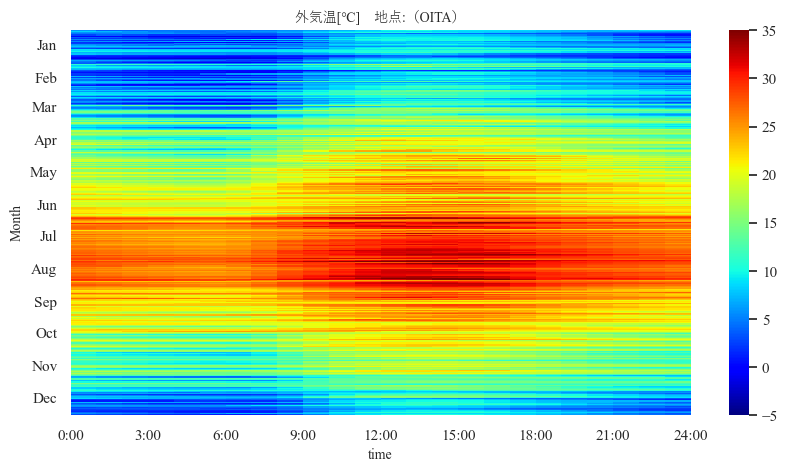 外気温[℃]　地点:（OITA）
Jan
Feb
Mar
Apr
May
Jun
Jul
Aug
Sep
Oct
Nov
Dec
Month
0:00 3:00 6:00 9:00 12:00 15:00 18:00 21:00 24:00
time
35
30
25
20
15
10
5
0
−5